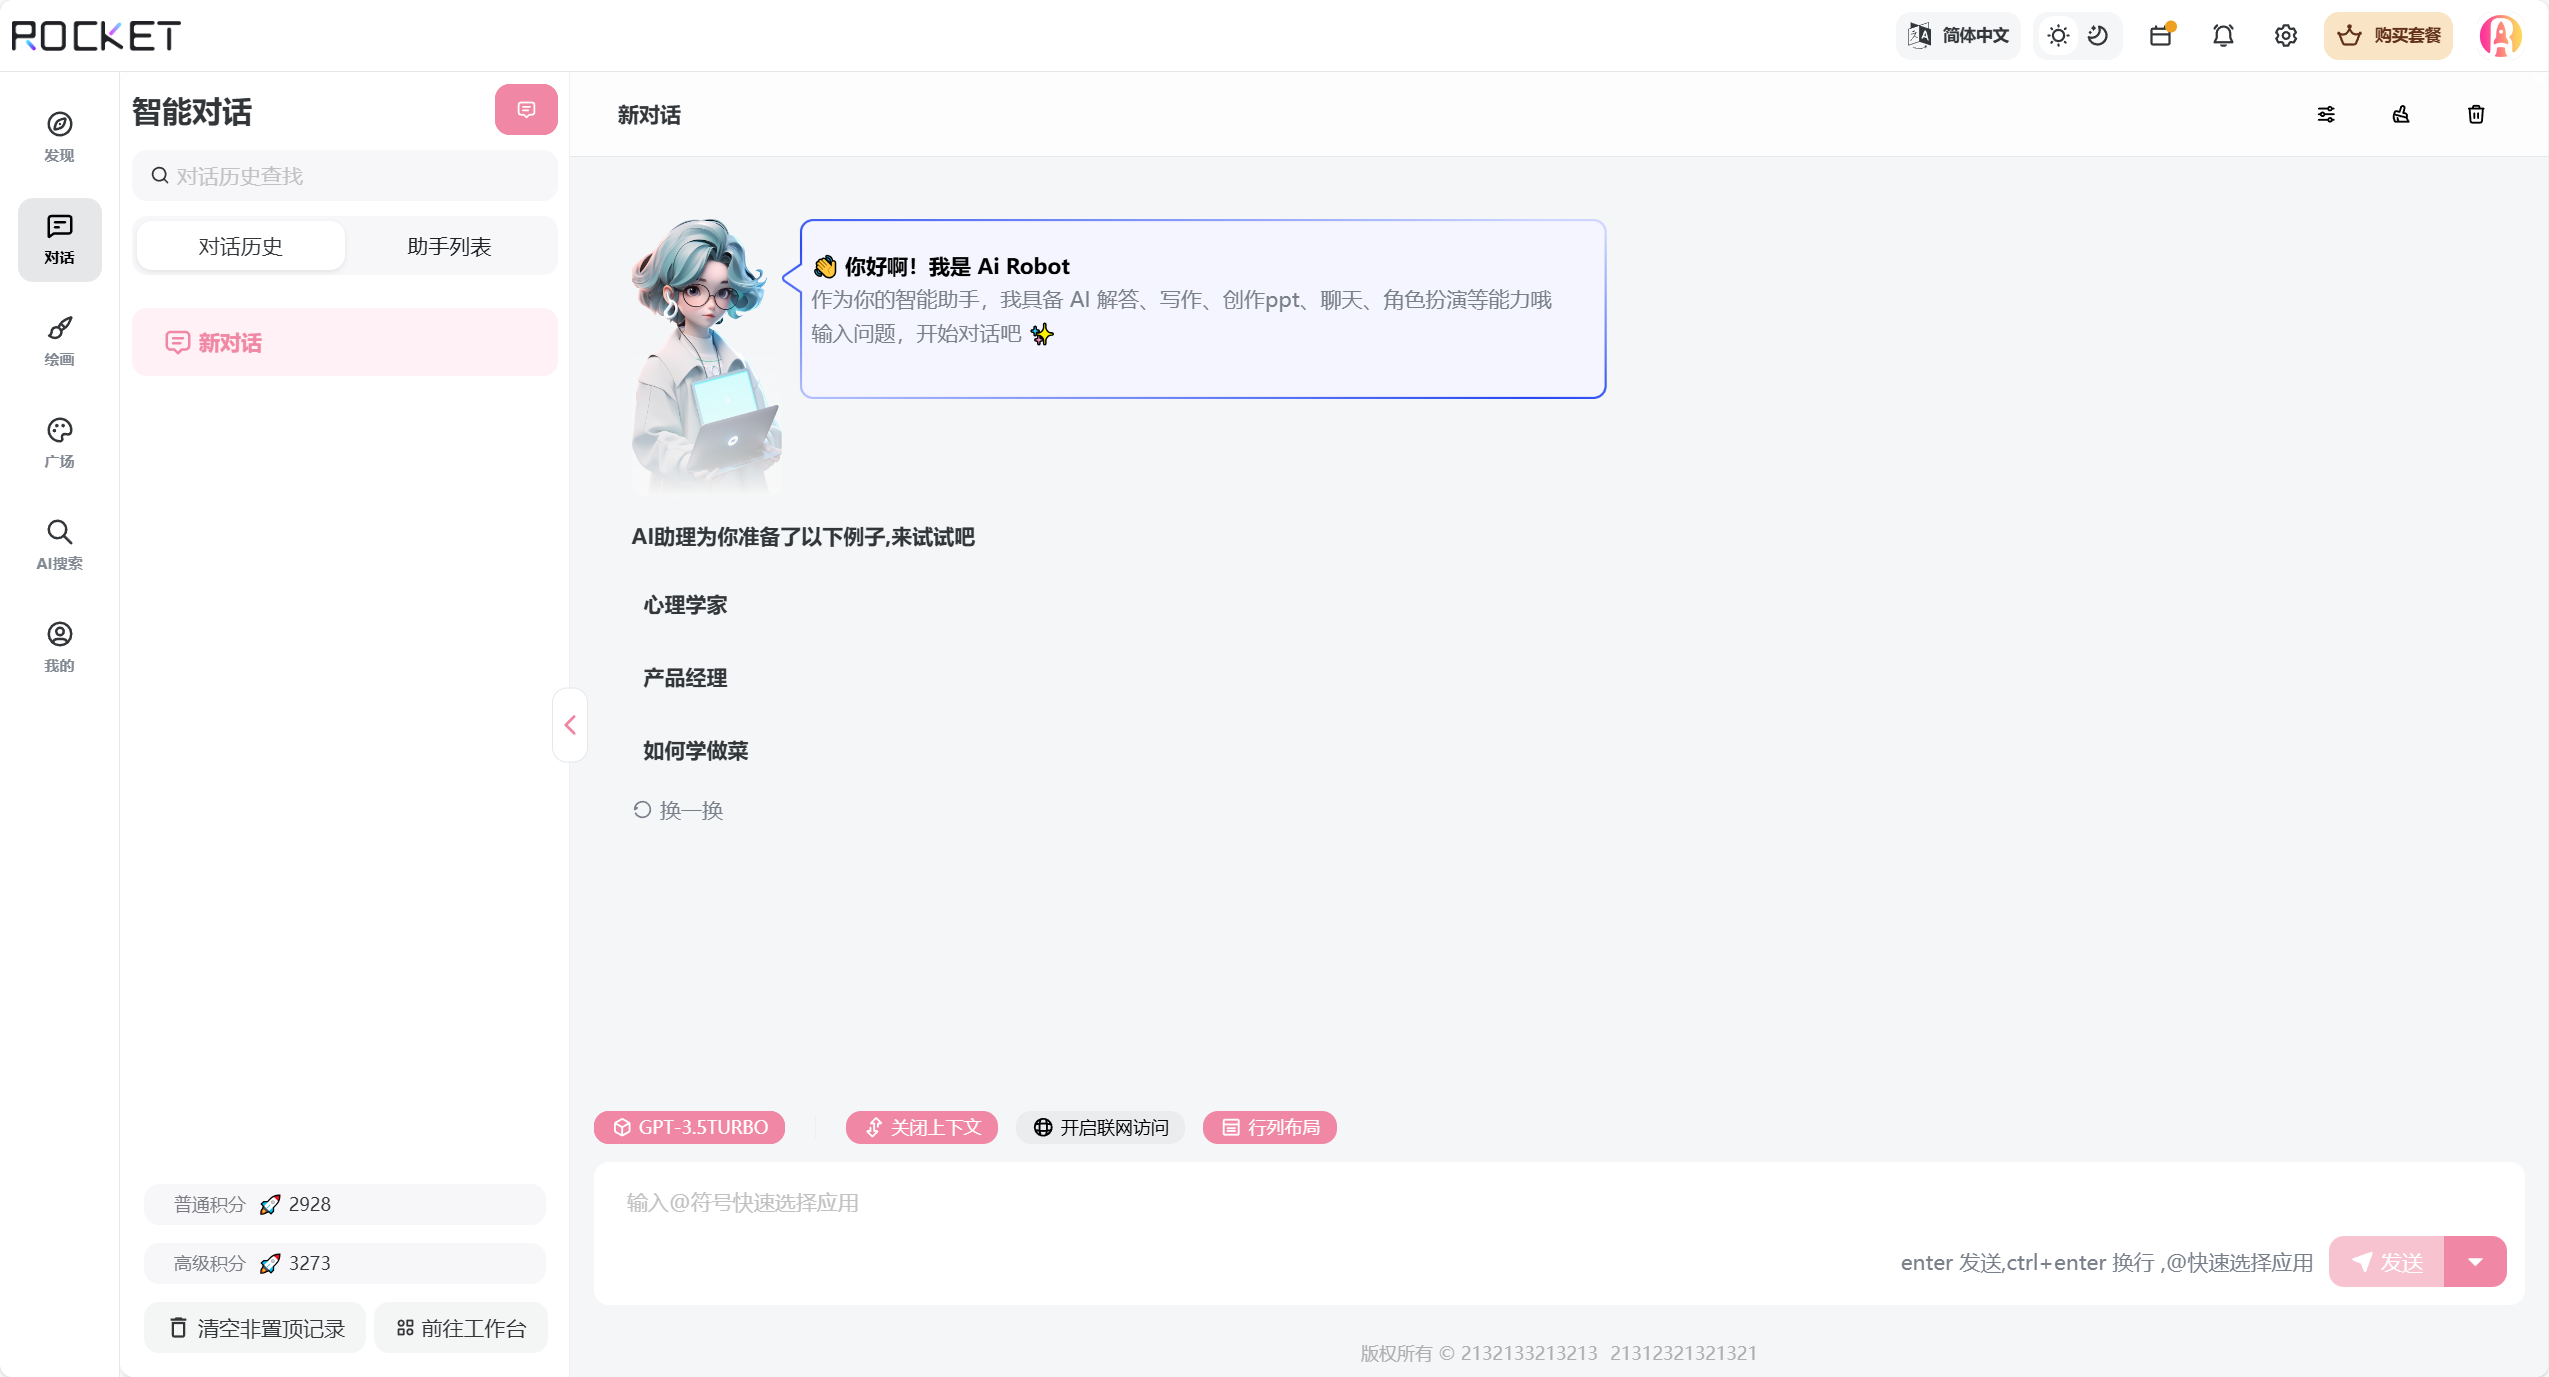 ROCKET
简体中文
购买套餐
发现
对话
绘画
广场
AI搜索
我的
智能对话
对话历史查找
对话历史
助手列表
新对话
普通积分 🚀 2928
高级积分 🚀 3273
清空非置顶记录
前往工作台
新对话
👋 你好啊！我是 Ai Robot
作为你的智能助手，我具备 AI 解答、写作、创作ppt、聊天、角色扮演等能力哦
输入问题，开始对话吧 ✨
AI助理为你准备了以下例子,来试试吧
心理学家
产品经理
如何学做菜
换一换
GPT-3.5TURBO
关闭上下文
开启联网访问
行列布局
输入@符号快速选择应用
enter 发送,ctrl+enter 换行 ,@快速选择应用
发送
版权所有 © 2132133213213 21312321321321